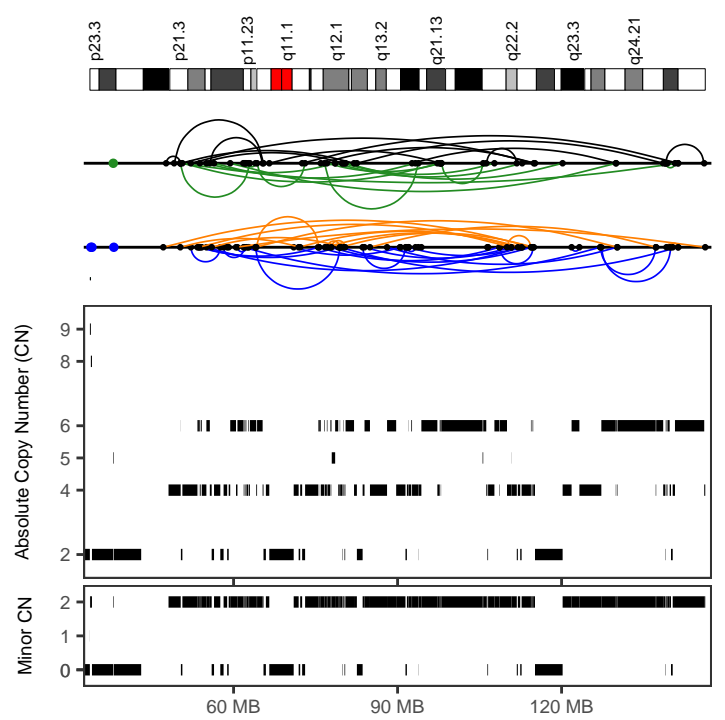 p23.3 p21.3 p11.23 q11.1 q12.1 q13.2 q21.13 q22.2 q23.3 q24.21
Absolute Copy Number (CN)
9
8
6
5
4
2
Minor CN
2
1
0
60 MB 90 MB 120 MB